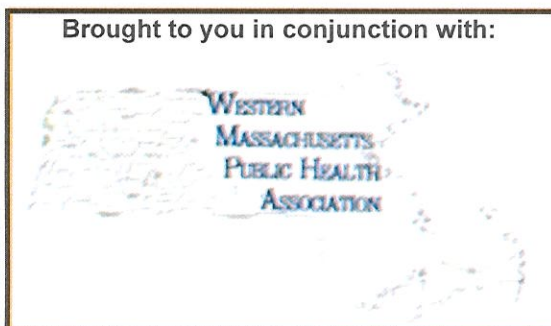 Brought to you in conjunction with:
WESTERN
MASSACHUSETTS
PUBLIC HEALTH
ASSOCIATION